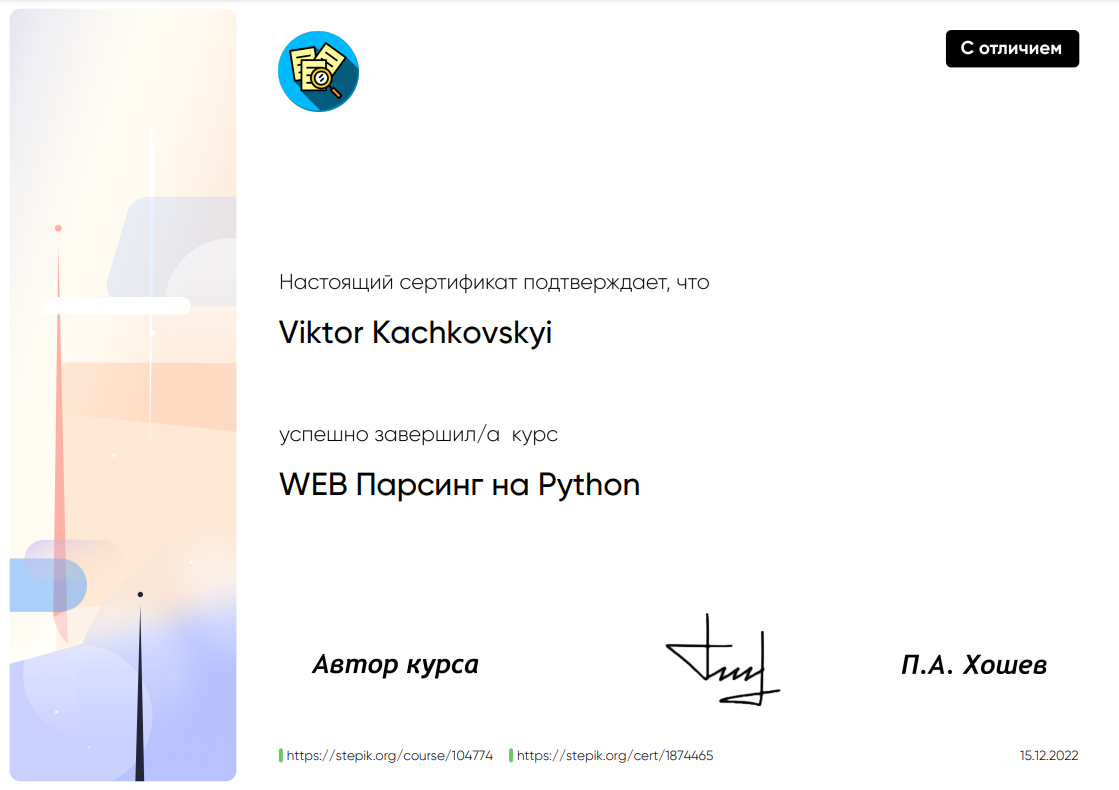 С отличием
Настоящий сертификат подтверждает, что
Viktor Kachkovskyi
успешно завершил/а курс
WEB Парсинг на Python
Автор курса
П.А. Хошев
https://stepik.org/course/104774
https://stepik.org/cert/1874465
15.12.2022